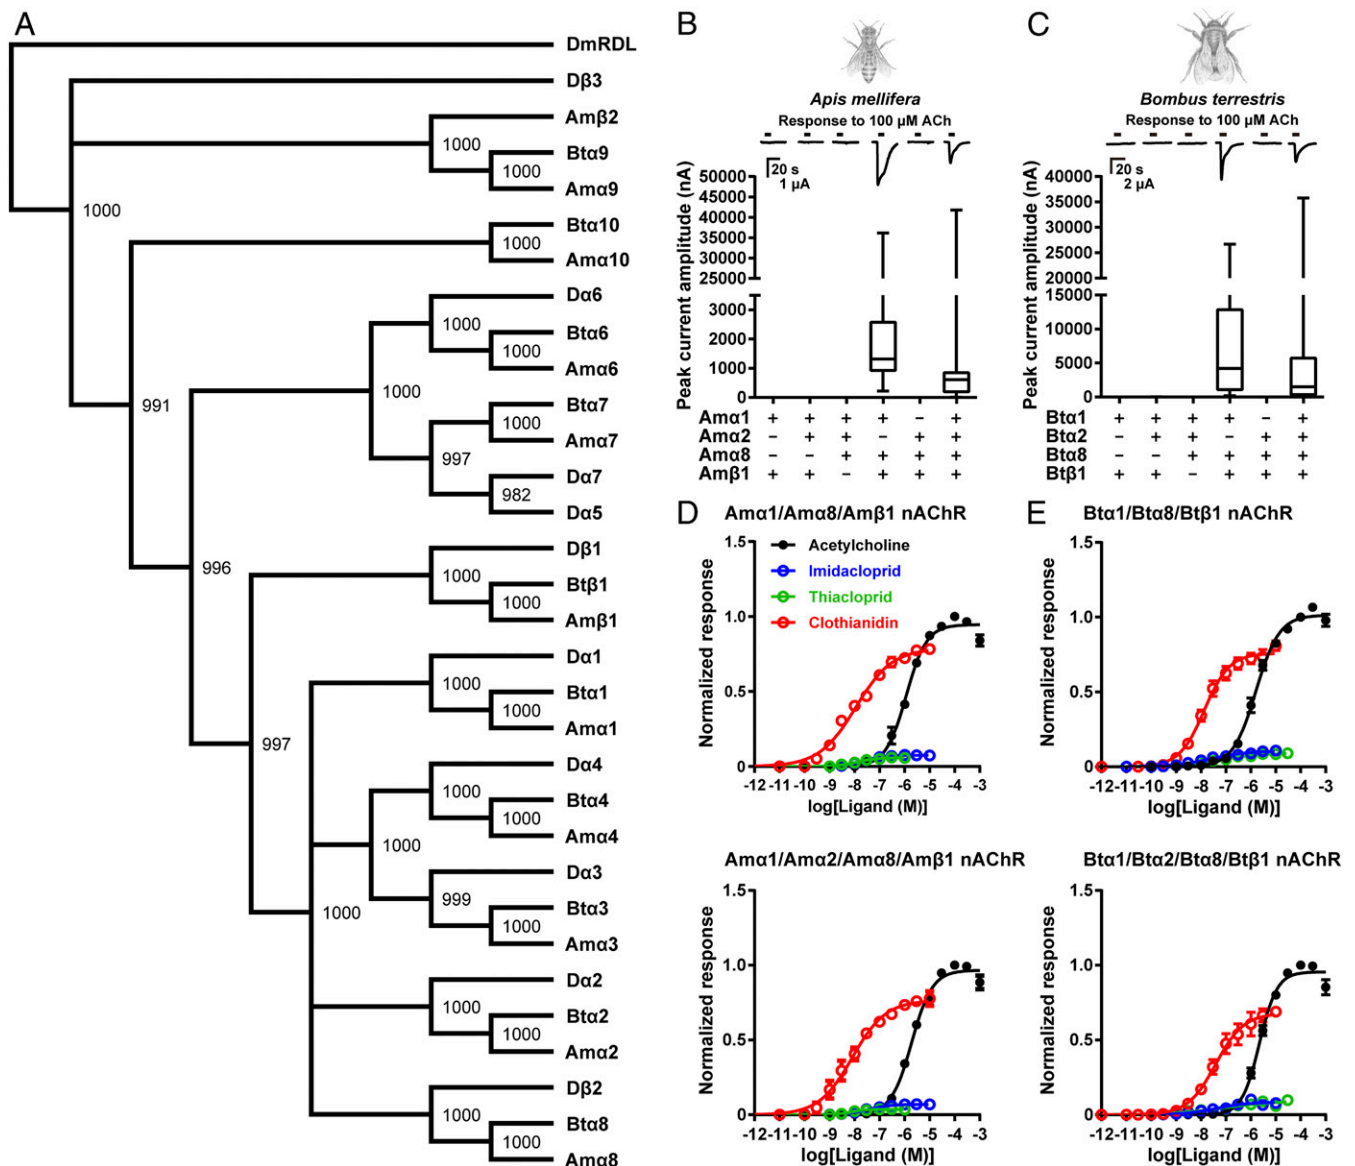 A
DmRDL
Dβ3
Amβ2
1000
Btα9
1000
Amα9
1000
Btα10
1000
Amα10
Dα6
1000
Btα6
1000
Amα6
1000
991
Btα7
1000
Amα7
997
Dα7
982
Dα5
996
Dβ1
1000
Btβ1
1000
Amβ1
Dα1
1000
Btα1
1000
Amα1
997
Dα4
1000
Btα4
1000
Amα4
1000
Dα3
999
Btα3
1000
Amα3
1000
Dα2
1000
Btα2
1000
Amα2
Dβ2
1000
Btα8
1000
Amα8
B
Apis mellifera
Response to 100 µM ACh
20 s
1 µA
Peak current amplitude (nA)
50000
45000
40000
35000
30000
25000
3000
2000
1000
0
Amα1 + + + + – +
Amα2 – + + – + +
Amα8 – – + + + +
Amβ1 + + – + + +
C
Bombus terrestris
Response to 100 µM ACh
20 s
2 µA
Peak current amplitude (nA)
40000
35000
30000
25000
20000
15000
10000
5000
0
Btα1 + + + + – +
Btα2 – + + – + +
Btα8 – – + + + +
Btβ1 + + – + + +
D
Amα1/Amα8/Amβ1 nAChR
Acetylcholine
Imidacloprid
Thiacloprid
Clothianidin
Normalized response
1.5
1.0
0.5
0
-12 -11 -10 -9 -8 -7 -6 -5 -4 -3
log[Ligand (M)]
Amα1/Amα2/Amα8/Amβ1 nAChR
Normalized response
1.5
1.0
0.5
0
-12 -11 -10 -9 -8 -7 -6 -5 -4 -3
log[Ligand (M)]
E
Btα1/Btα8/Btβ1 nAChR
Normalized response
1.5
1.0
0.5
0
-12 -11 -10 -9 -8 -7 -6 -5 -4 -3
log[Ligand (M)]
Btα1/Btα2/Btα8/Btβ1 nAChR
Normalized response
1.5
1.0
0.5
0
-12 -11 -10 -9 -8 -7 -6 -5 -4 -3
log[Ligand (M)]